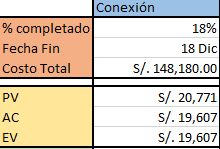 Conexión
% completado 18%
Fecha Fin 18 Dic
Costo Total S/. 148,180.00
PV S/. 20,771
AC S/. 19,607
EV S/. 19,607